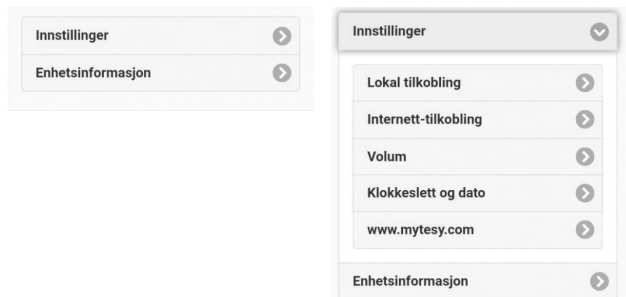 Innstillinger
Enhetsinformasjon
Innstillinger
Lokal tilkobling
Internett-tilkobling
Volum
Klokkeslett og dato
www.mytesy.com
Enhetsinformasjon